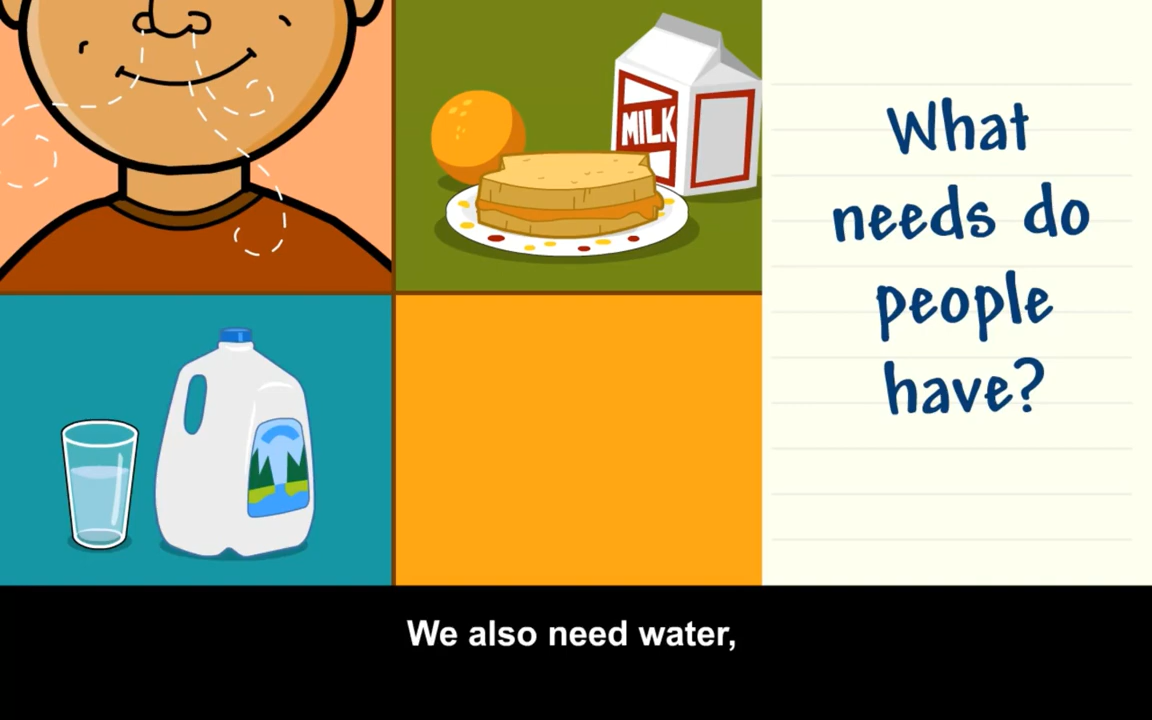 MILK
What
needs do
people
have?
We also need water,